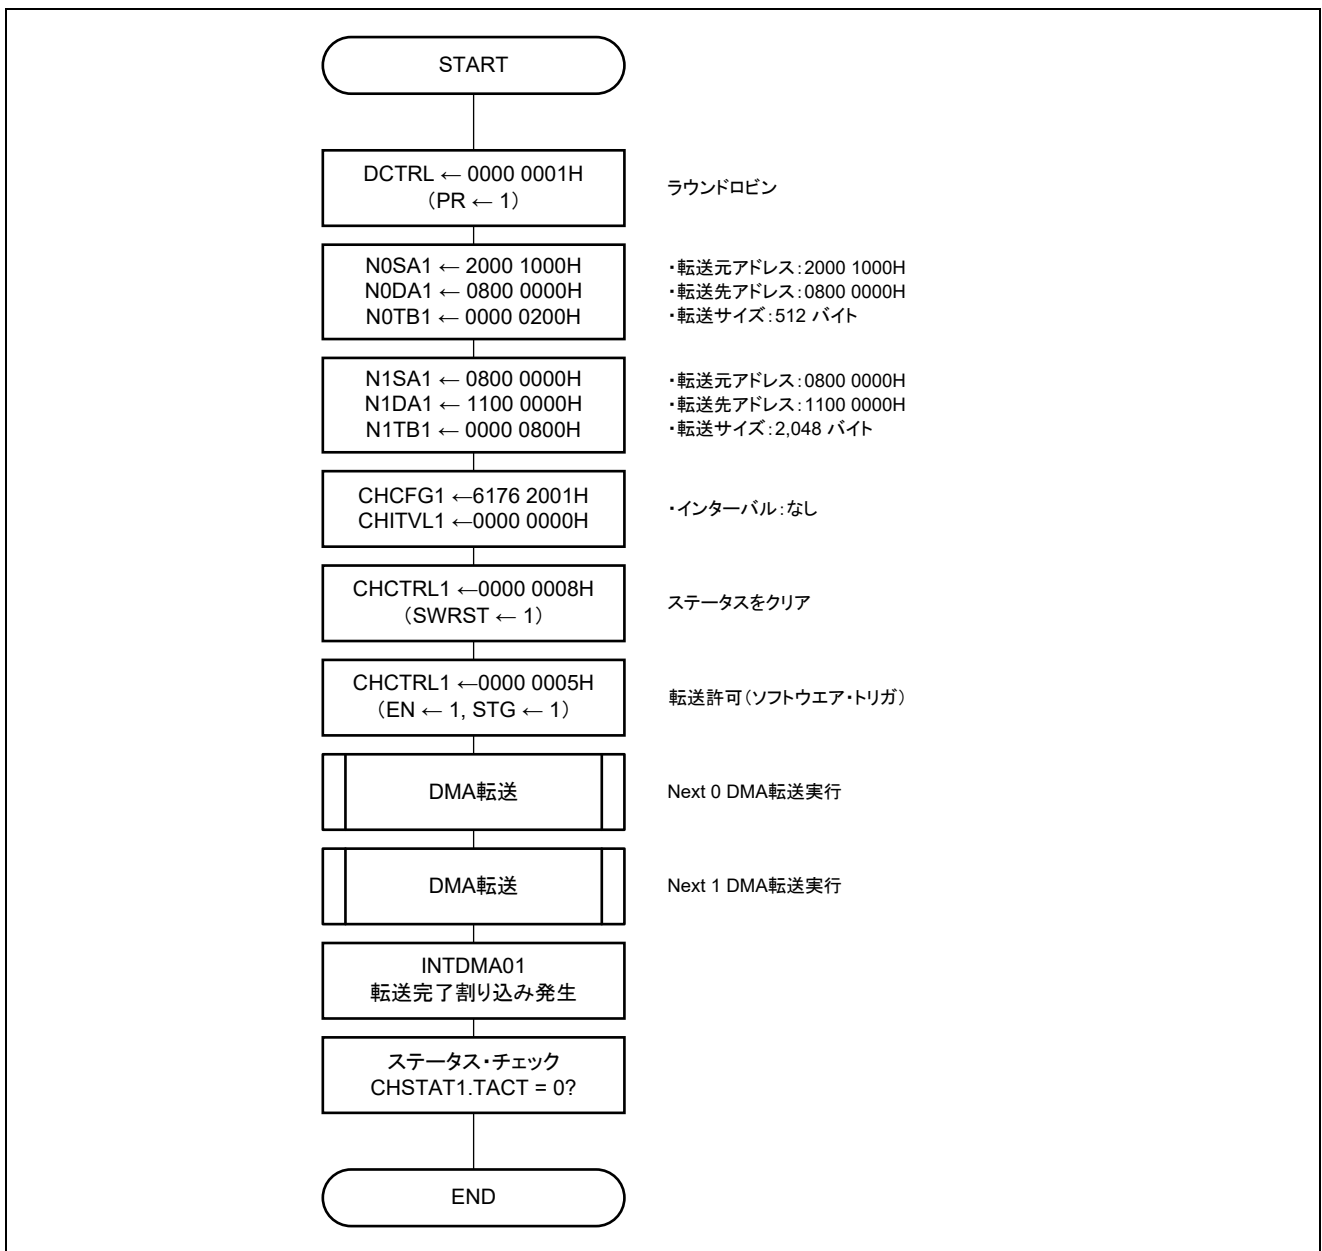 START
DCTRL ← 0000 0001H
（PR ← 1）
ラウンドロビン
N0SA1 ← 2000 1000H
N0DA1 ← 0800 0000H
N0TB1 ← 0000 0200H
・転送元アドレス：2000 1000H
・転送先アドレス：0800 0000H
・転送サイズ：512 バイト
N1SA1 ← 0800 0000H
N1DA1 ← 1100 0000H
N1TB1 ← 0000 0800H
・転送元アドレス：0800 0000H
・転送先アドレス：1100 0000H
・転送サイズ：2,048 バイト
CHCFG1 ←6176 2001H
CHITVL1 ←0000 0000H
・インターバル：なし
CHCTRL1 ←0000 0008H
（SWRST ← 1）
ステータスをクリア
CHCTRL1 ←0000 0005H
（EN ← 1, STG ← 1）
転送許可（ソフトウエア・トリガ）
DMA転送
Next 0 DMA転送実行
DMA転送
Next 1 DMA転送実行
INTDMA01
転送完了割り込み発生
ステータス・チェック
CHSTAT1.TACT = 0?
END